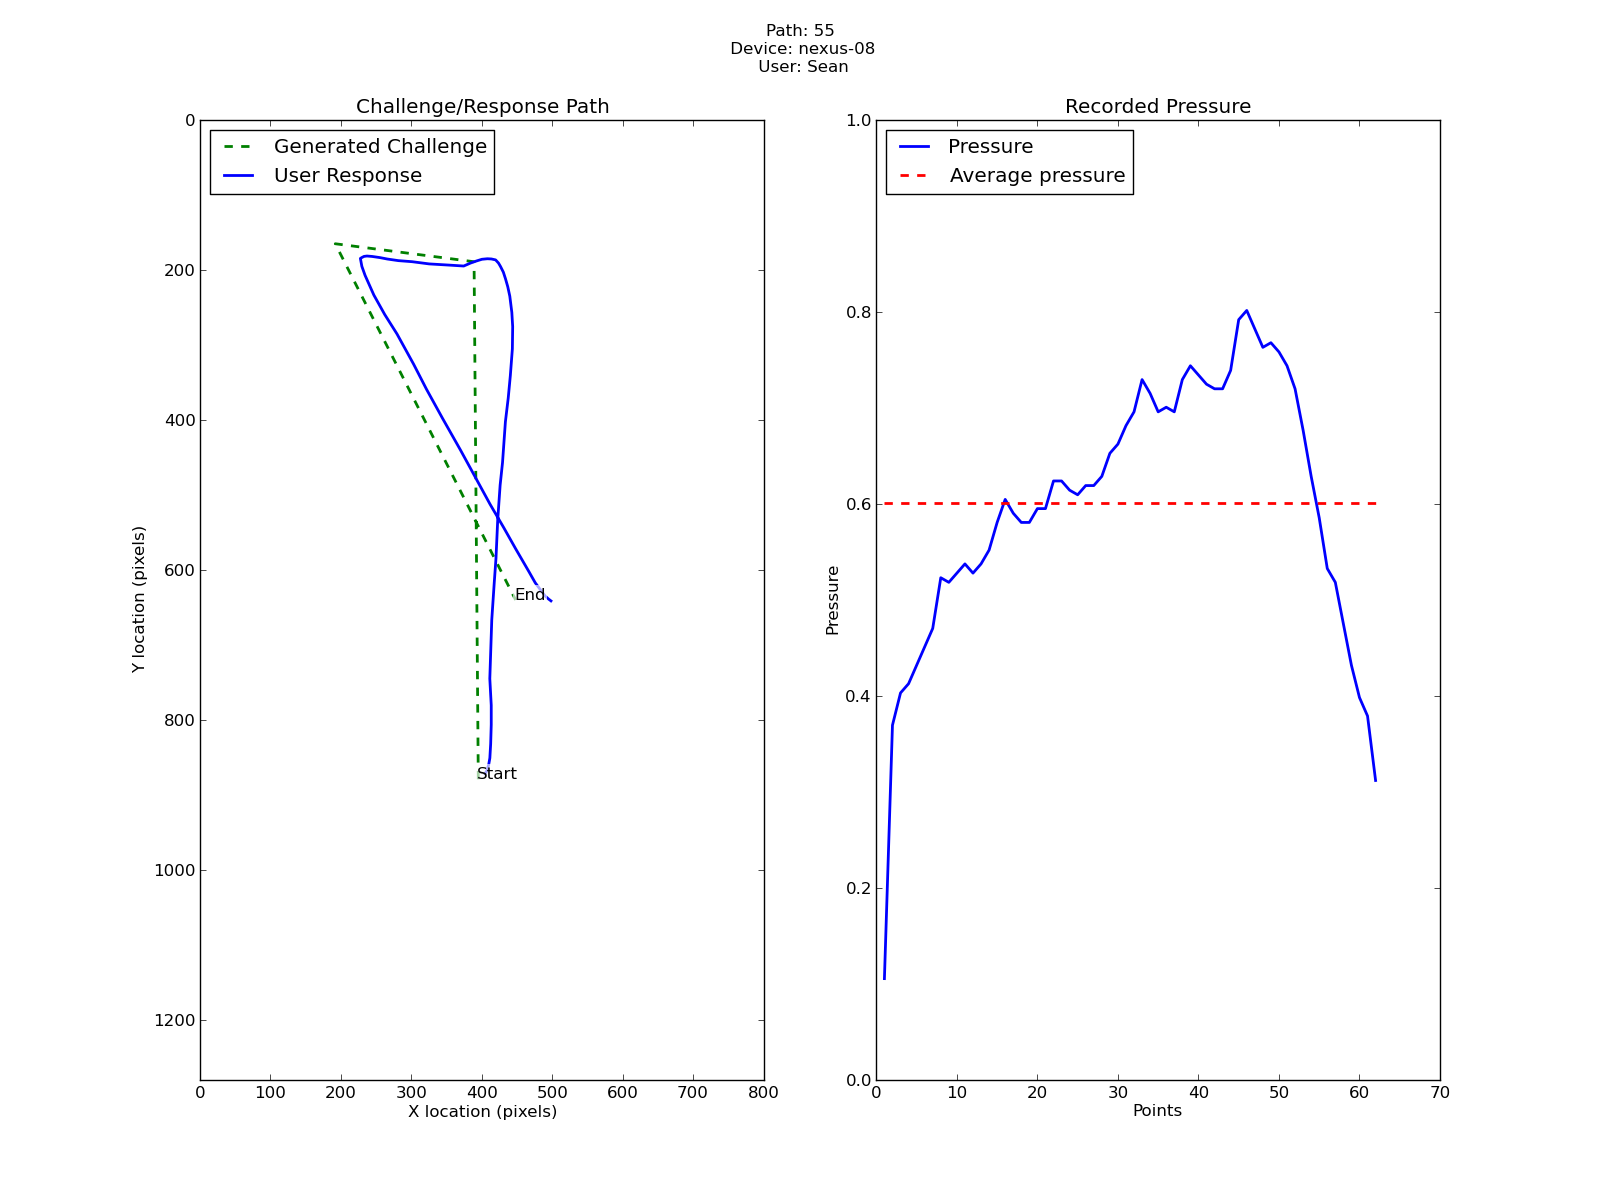 Path: 55
Device: nexus-08
User: Sean
Challenge/Response Path
Generated Challenge
User Response
0
200
400
600
800
1000
1200
Y location (pixels)
End
Start
0 100 200 300 400 500 600 700 800
X location (pixels)
Recorded Pressure
Pressure
Average pressure
1.0
0.8
0.6
0.4
0.2
0.0
Pressure
0 10 20 30 40 50 60 70
Points